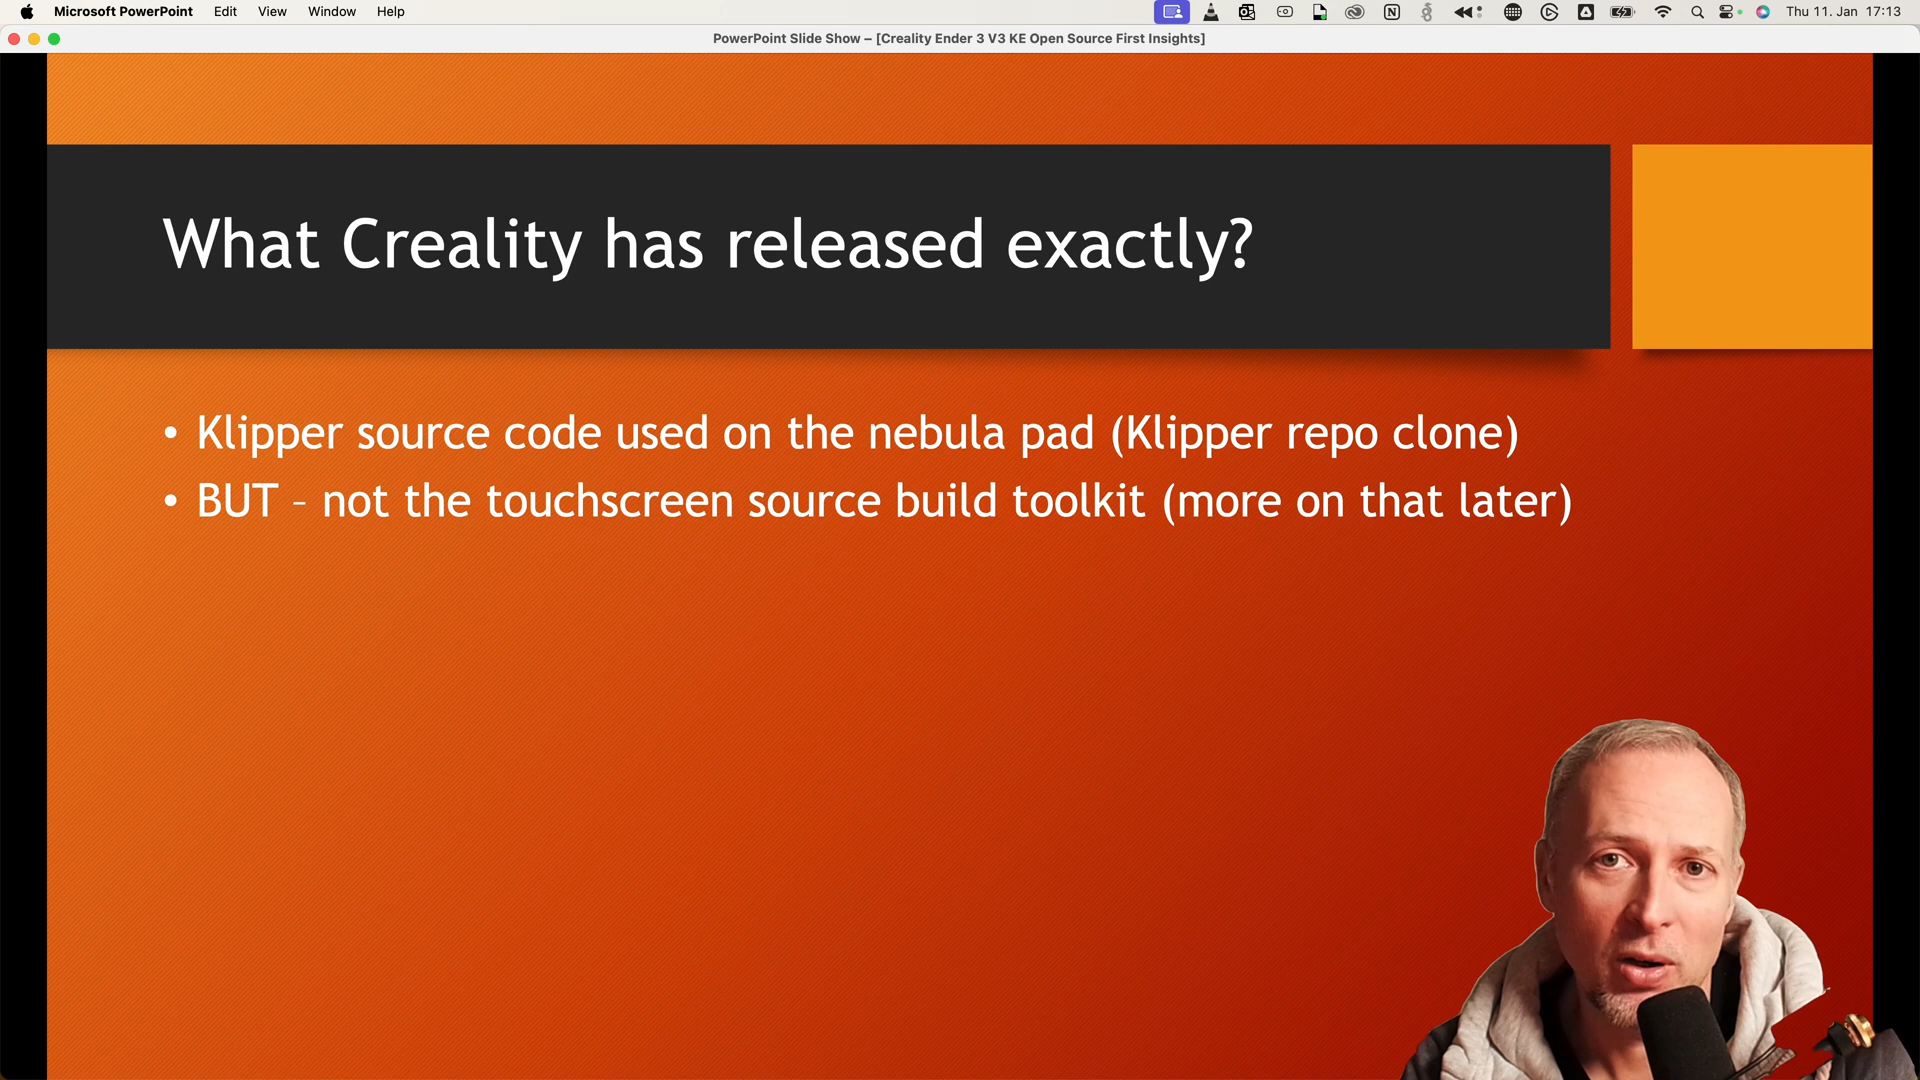 Microsoft PowerPoint Edit View Window Help Thu 11. Jan 17:13
PowerPoint Slide Show – [Creality Ender 3 V3 KE Open Source First Insights]
What Creality has released exactly?
• Klipper source code used on the nebula pad (Klipper repo clone)
• BUT – not the touchscreen source build toolkit (more on that later)